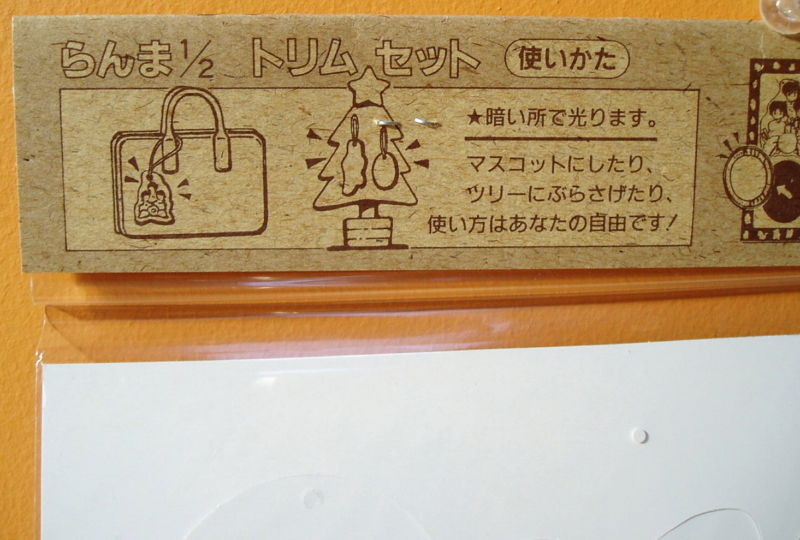 らんま1/2 トリム セット 使いかた
★暗い所で光ります。
マスコットにしたり、
ツリーにぶらさげたり、
使い方はあなたの自由です!